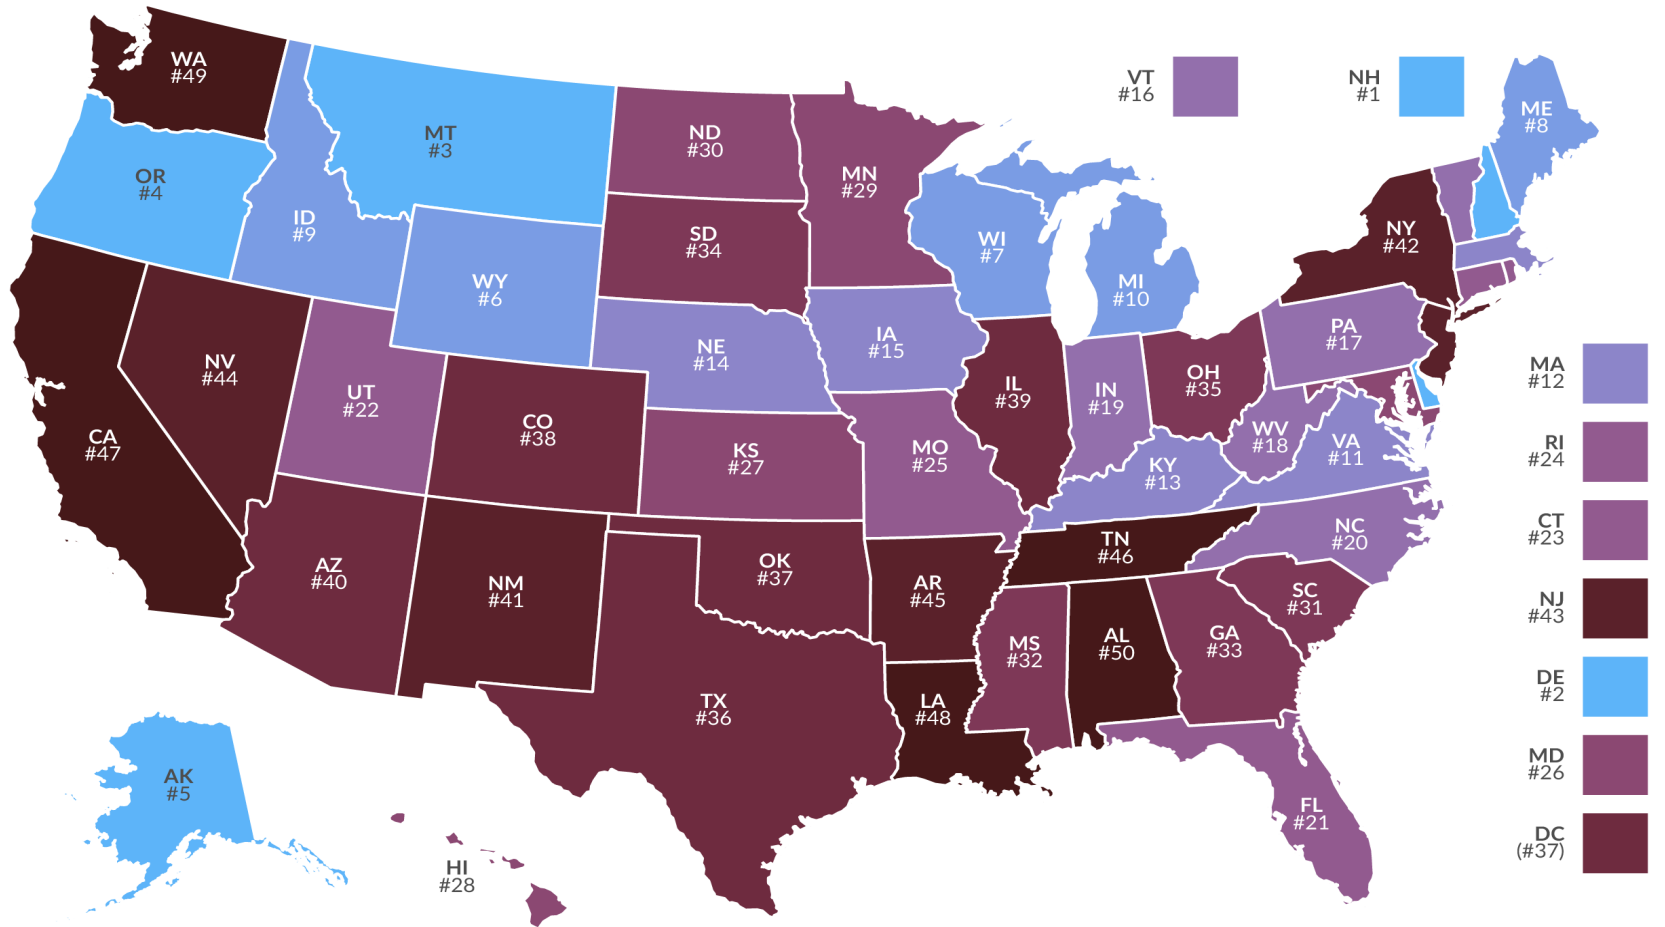 WA
#49
MT
#3
ND
#30
MN
#29
VT
#16
NH
#1
ME
#8
OR
#4
ID
#9
WY
#6
SD
#34
WI
#7
MI
#10
NY
#42
NV
#44
UT
#22
CO
#38
NE
#14
IA
#15
IL
#39
IN
#19
OH
#35
PA
#17
MA
#12
CA
#47
KS
#27
MO
#25
KY
#13
WV
#18
VA
#11
RI
#24
AZ
#40
NM
#41
OK
#37
AR
#45
TN
#46
NC
#20
CT
#23
TX
#36
LA
#48
MS
#32
AL
#50
GA
#33
SC
#31
NJ
#43
DE
#2
AK
#5
HI
#28
FL
#21
MD
#26
DC
(#37)